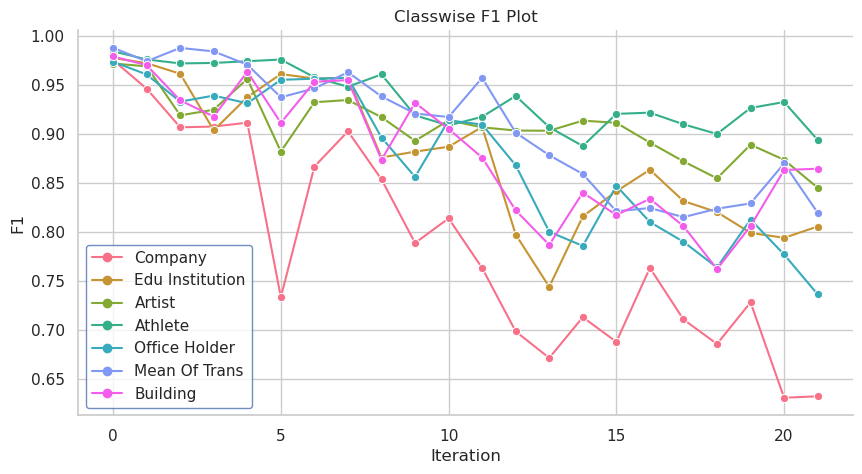 Classwise F1 Plot
1.00
0.95
0.90
0.85
0.80
0.75
0.70
0.65
F1
Company
Edu Institution
Artist
Athlete
Office Holder
Mean Of Trans
Building
0 5 10 15 20
Iteration